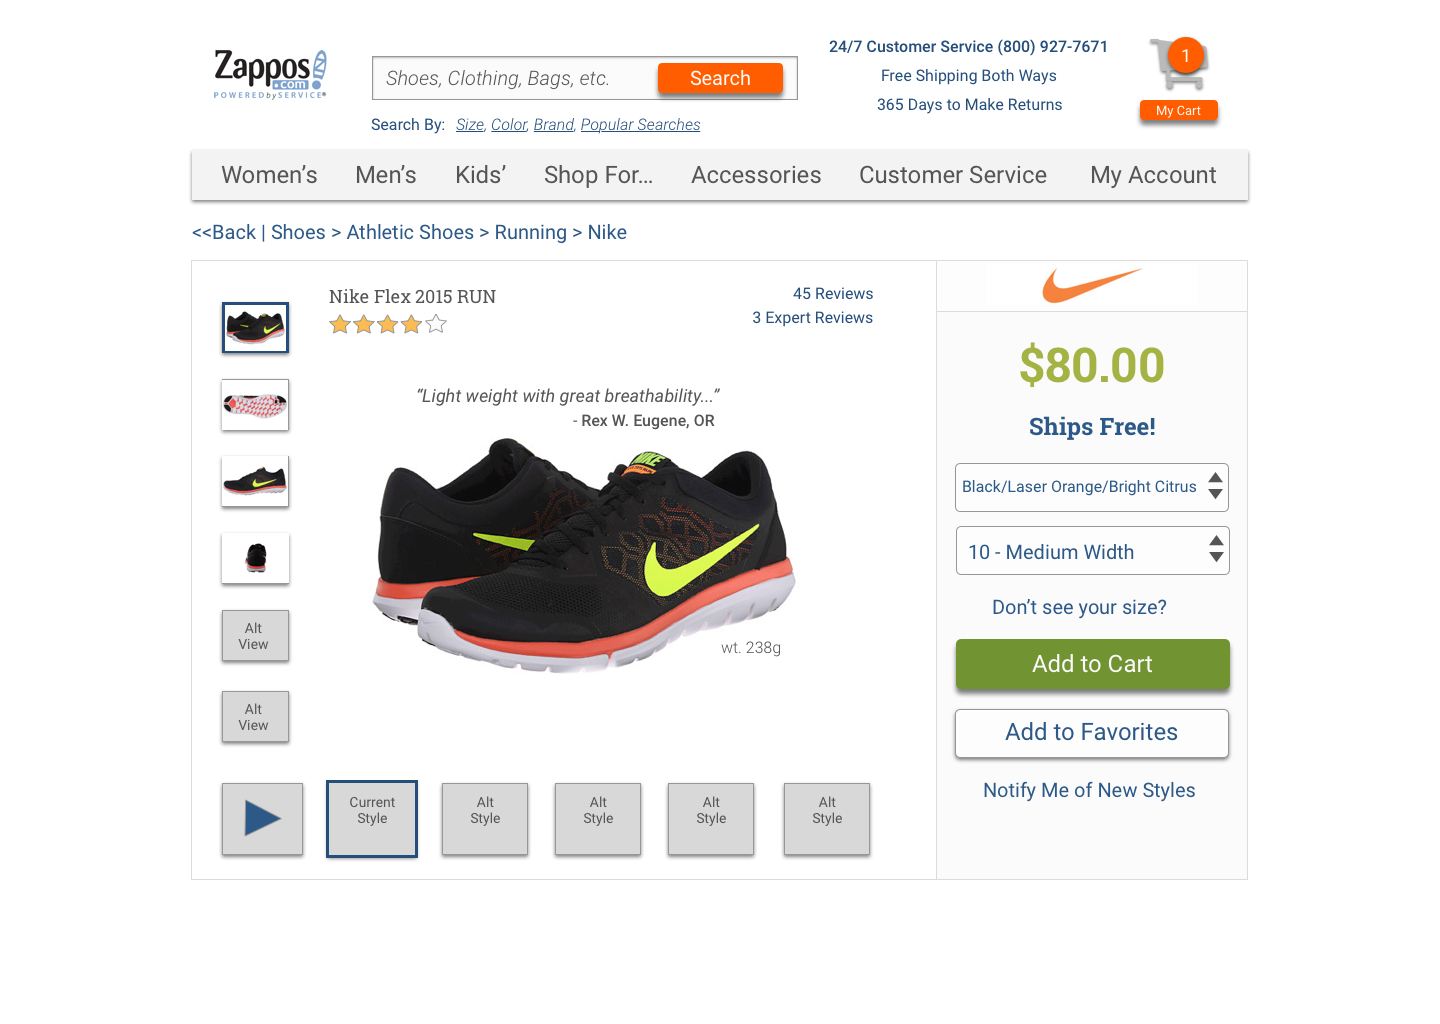 Zappos
.com
POWERED by SERVICE®
Shoes, Clothing, Bags, etc.
Search
Search By: Size, Color, Brand, Popular Searches
24/7 Customer Service (800) 927-7671
Free Shipping Both Ways
365 Days to Make Returns
1
My Cart
Women’s Men’s Kids’ Shop For... Accessories Customer Service My Account
<<Back | Shoes > Athletic Shoes > Running > Nike
Nike Flex 2015 RUN
45 Reviews
3 Expert Reviews
“Light weight with great breathability...”
- Rex W. Eugene, OR
NIKE
wt. 238g
Alt
View
Alt
View
Current
Style
Alt
Style
Alt
Style
Alt
Style
Alt
Style
$80.00
Ships Free!
Black/Laser Orange/Bright Citrus
10 - Medium Width
Don’t see your size?
Add to Cart
Add to Favorites
Notify Me of New Styles